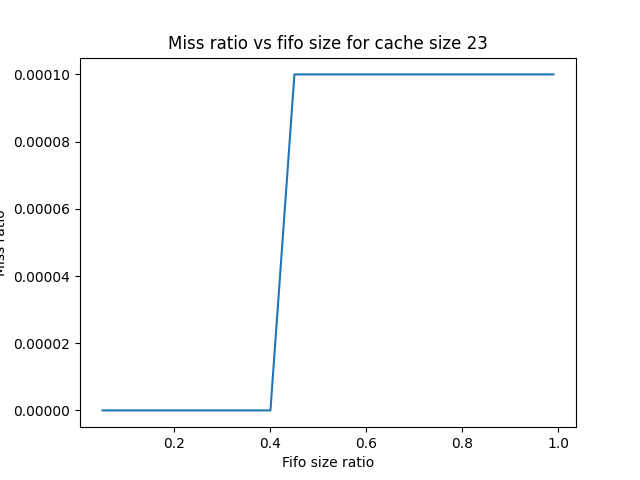 Miss ratio vs fifo size for cache size 23
0.00010
0.00008
0.00006
0.00004
0.00002
0.00000
Miss ratio
0.2 0.4 0.6 0.8 1.0
Fifo size ratio